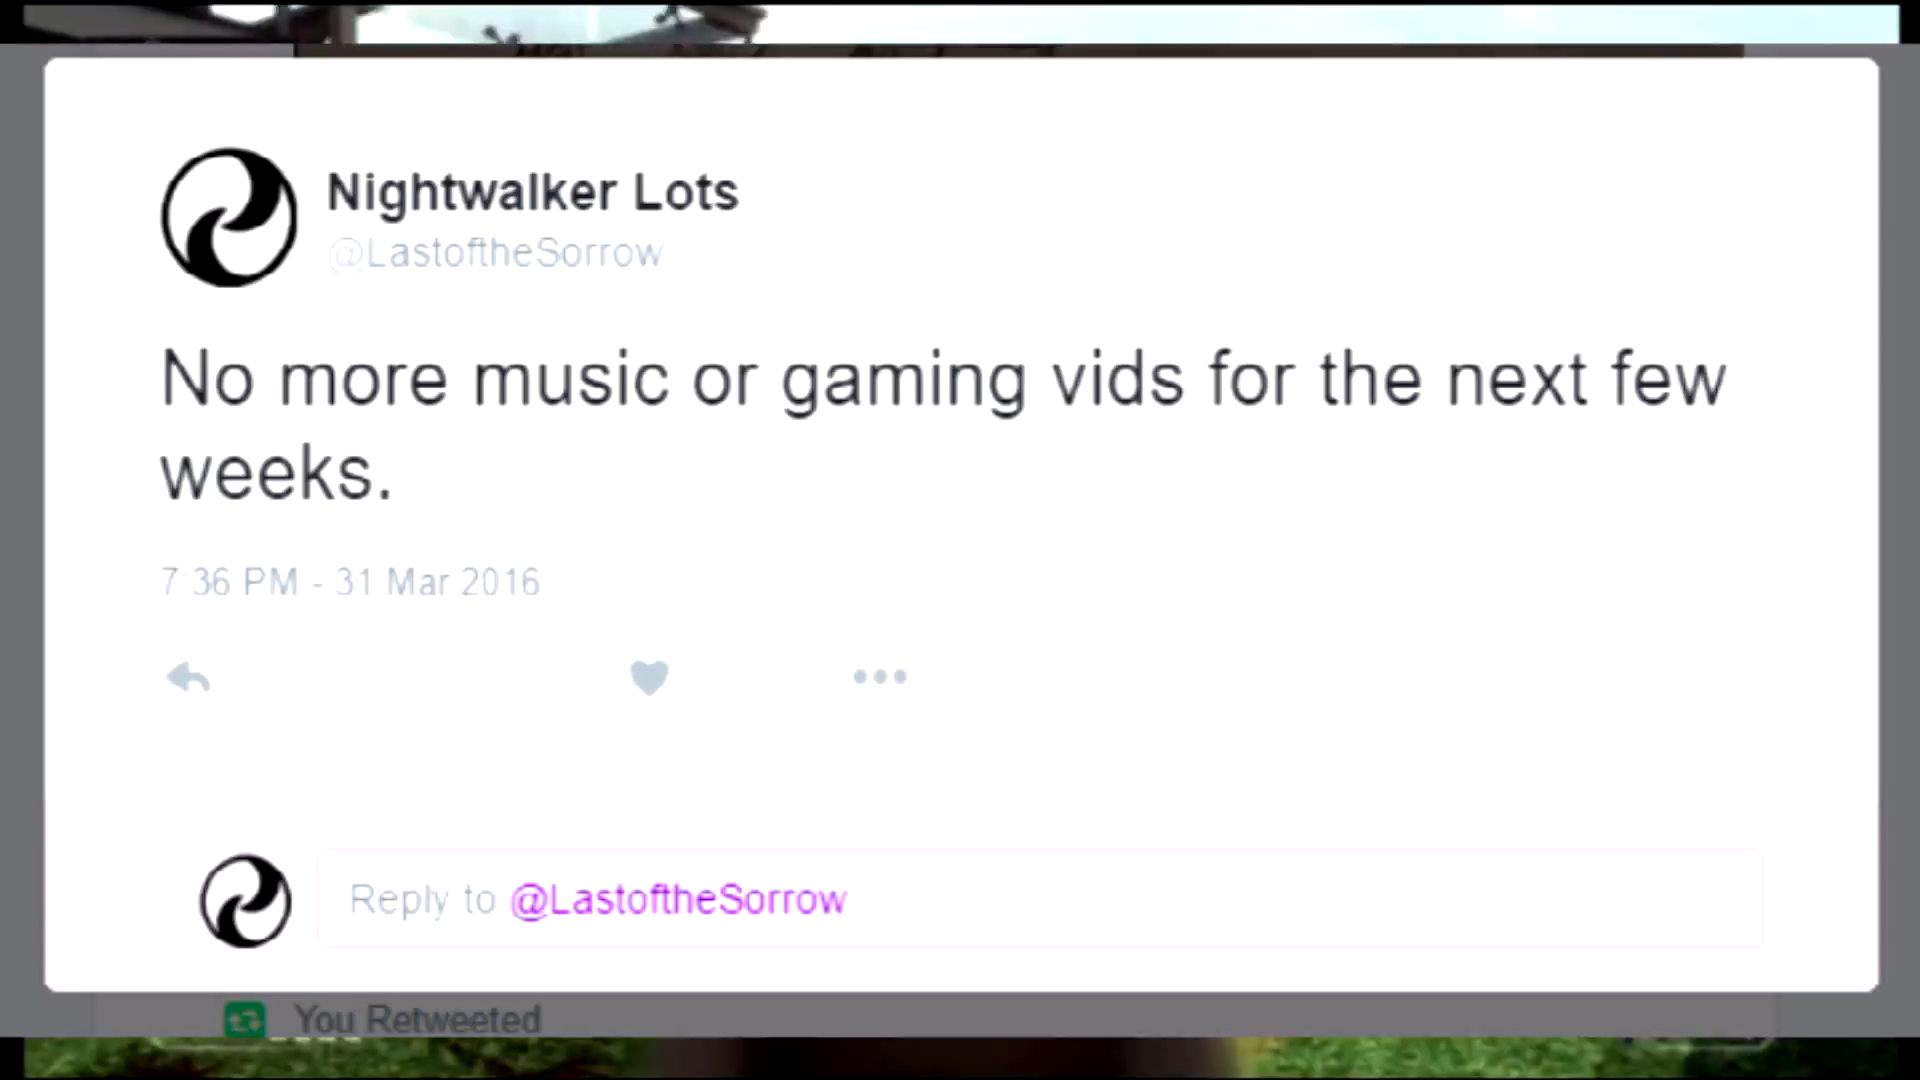 Nightwalker Lots
@LastoftheSorrow
No more music or gaming vids for the next few
weeks.
7:36 PM - 31 Mar 2016
Reply to @LastoftheSorrow
You Retweeted